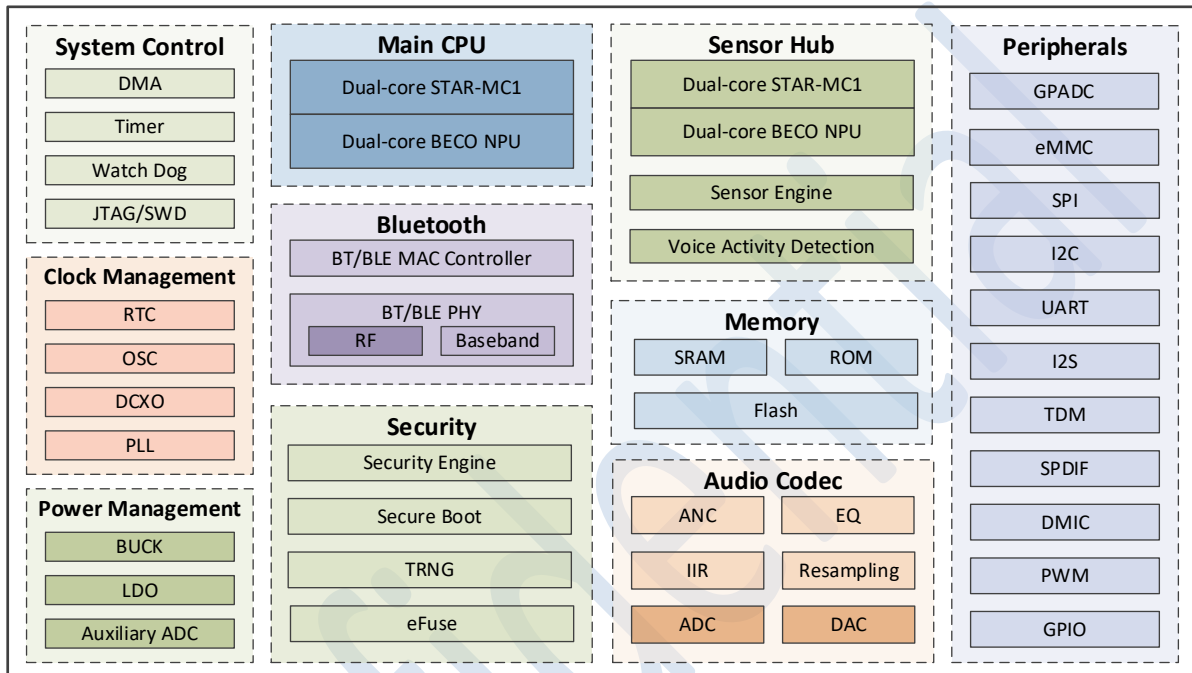 System Control
DMA
Timer
Watch Dog
JTAG/SWD
Clock Management
RTC
OSC
DCXO
PLL
Power Management
BUCK
LDO
Auxiliary ADC
Main CPU
Dual-core STAR-MC1
Dual-core BECO NPU
Bluetooth
BT/BLE MAC Controller
BT/BLE PHY
RF
Baseband
Security
Security Engine
Secure Boot
TRNG
eFuse
Sensor Hub
Dual-core STAR-MC1
Dual-core BECO NPU
Sensor Engine
Voice Activity Detection
Memory
SRAM
ROM
Flash
Audio Codec
ANC
EQ
IIR
Resampling
ADC
DAC
Peripherals
GPADC
eMMC
SPI
I2C
UART
I2S
TDM
SPDIF
DMIC
PWM
GPIO
fidential